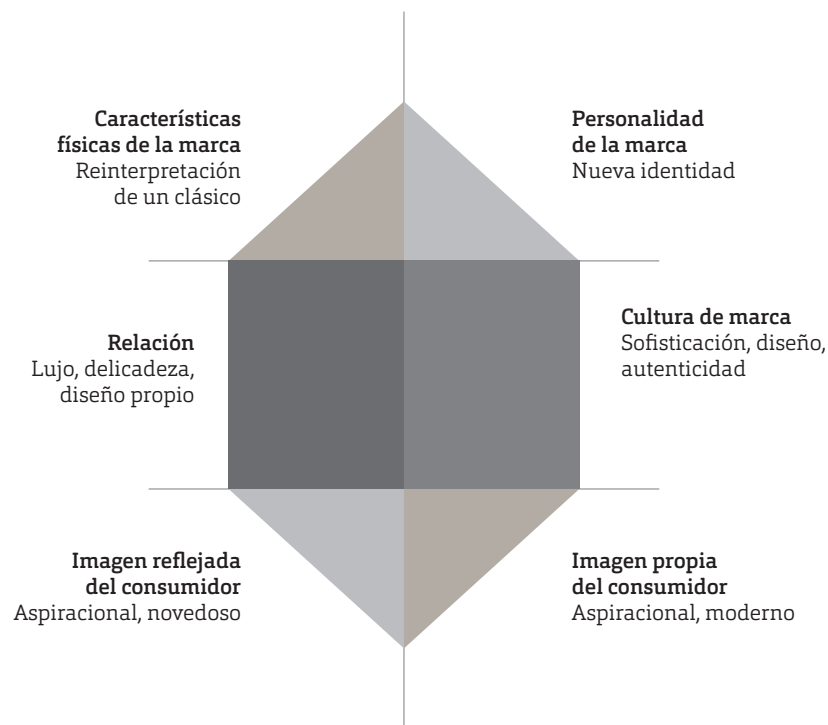 Características
físicas de la marca
Reinterpretación
de un clásico
Personalidad
de la marca
Nueva identidad
Relación
Lujo, delicadeza,
diseño propio
Cultura de marca
Sofisticación, diseño,
autenticidad
Imagen reflejada
del consumidor
Aspiracional, novedoso
Imagen propia
del consumidor
Aspiracional, moderno